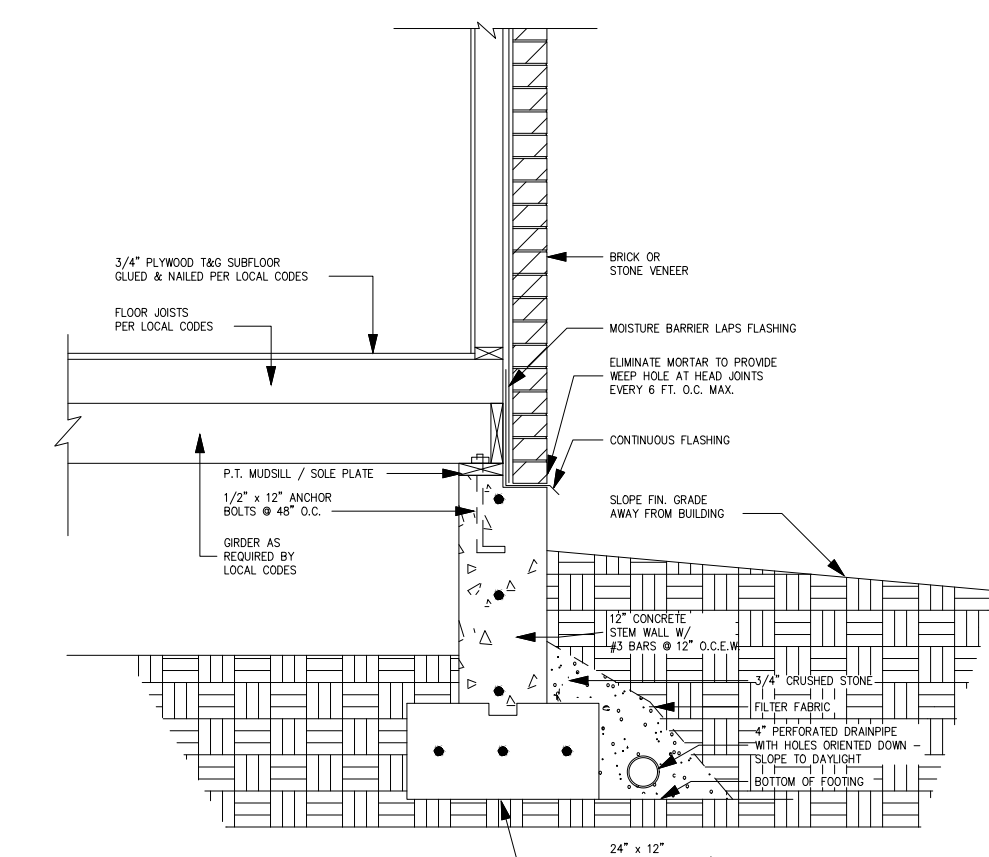 3/4" PLYWOOD T&G SUBFLOOR
GLUED & NAILED PER LOCAL CODES
FLOOR JOISTS
PER LOCAL CODES
BRICK OR
STONE VENEER
MOISTURE BARRIER LAPS FLASHING
ELIMINATE MORTAR TO PROVIDE
WEEP HOLE AT HEAD JOINTS
EVERY 6 FT. O.C. MAX.
CONTINUOUS FLASHING
P.T. MUDSILL / SOLE PLATE
1/2" x 12" ANCHOR
BOLTS @ 48" O.C.
GIRDER AS
REQUIRED BY
LOCAL CODES
SLOPE FIN. GRADE
AWAY FROM BUILDING
12" CONCRETE
STEM WALL W/
#3 BARS @ 12" O.C.E.W.
3/4" CRUSHED STONE
FILTER FABRIC
4" PERFORATED DRAINPIPE
WITH HOLES ORIENTED DOWN -
SLOPE TO DAYLIGHT
BOTTOM OF FOOTING
24" x 12"